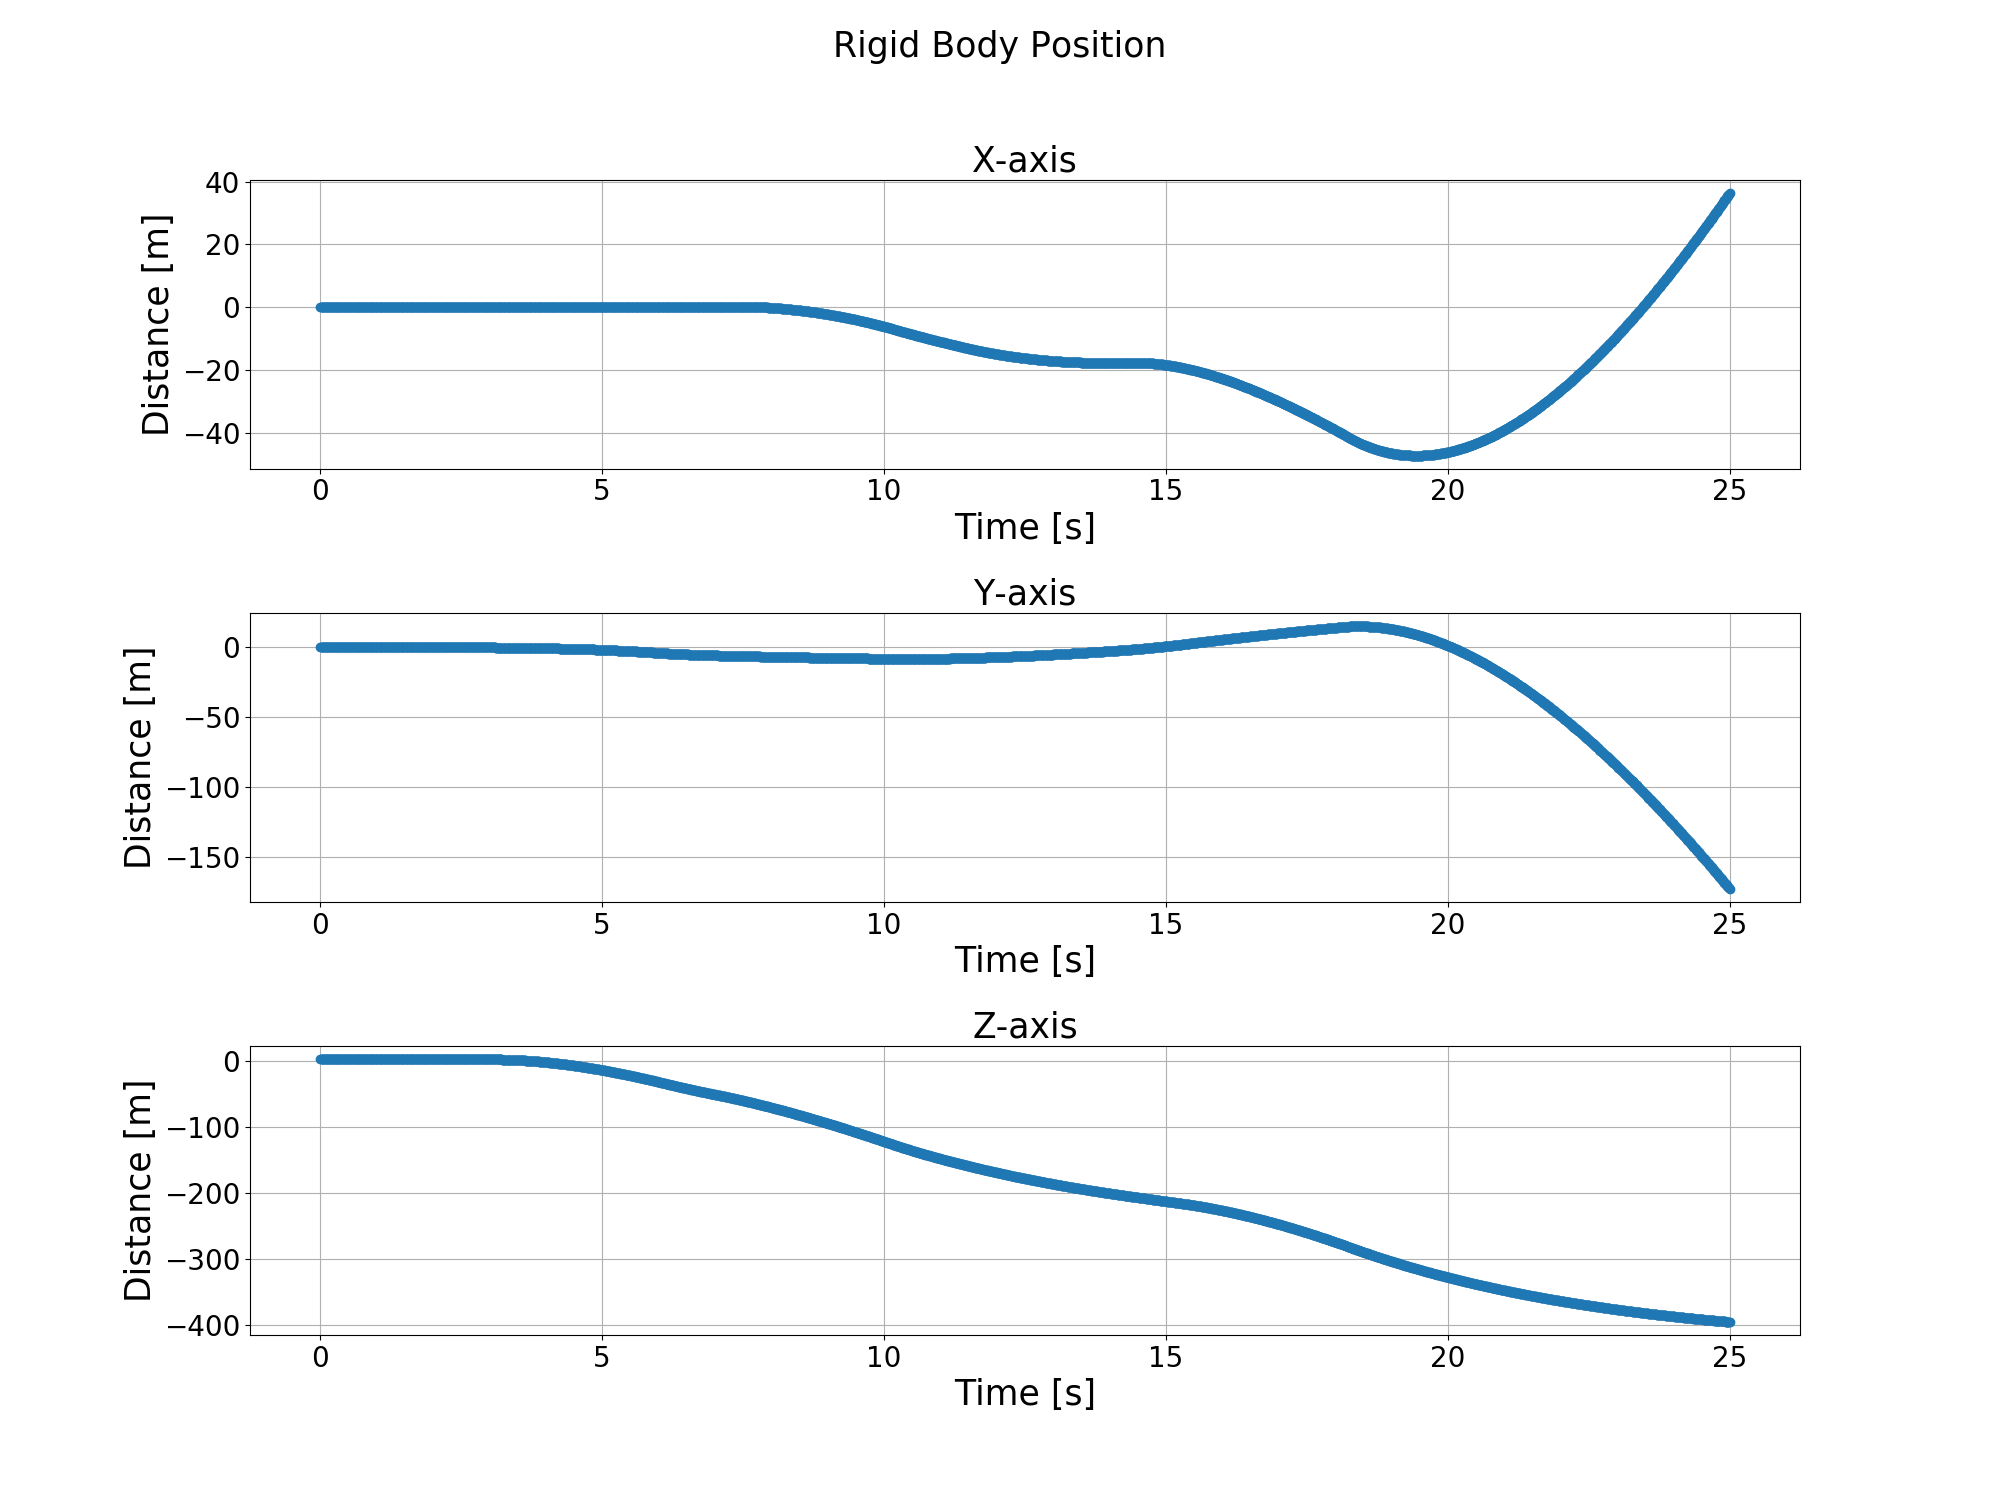 Rigid Body Position
X-axis
Distance [m]
40
20
0
−20
−40
0 5 10 15 20 25
Time [s]
Y-axis
Distance [m]
0
−50
−100
−150
0 5 10 15 20 25
Time [s]
Z-axis
Distance [m]
0
−100
−200
−300
−400
0 5 10 15 20 25
Time [s]